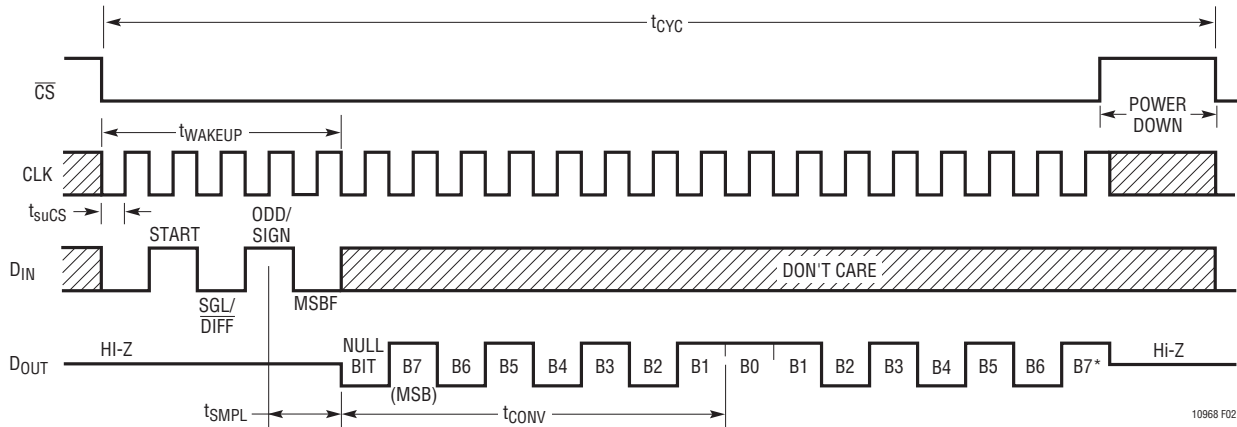 tCYC
CS
POWER
DOWN
tWAKEUP
CLK
tsuCS
START
ODD/
SIGN
DIN
DON'T CARE
SGL/
DIFF
MSBF
HI-Z
NULL
BIT
B7
(MSB)
B6
B5
B4
B3
B2
B1
B0
B1
B2
B3
B4
B5
B6
B7*
Hi-Z
DOUT
tSMPL
tCONV
10968 F02